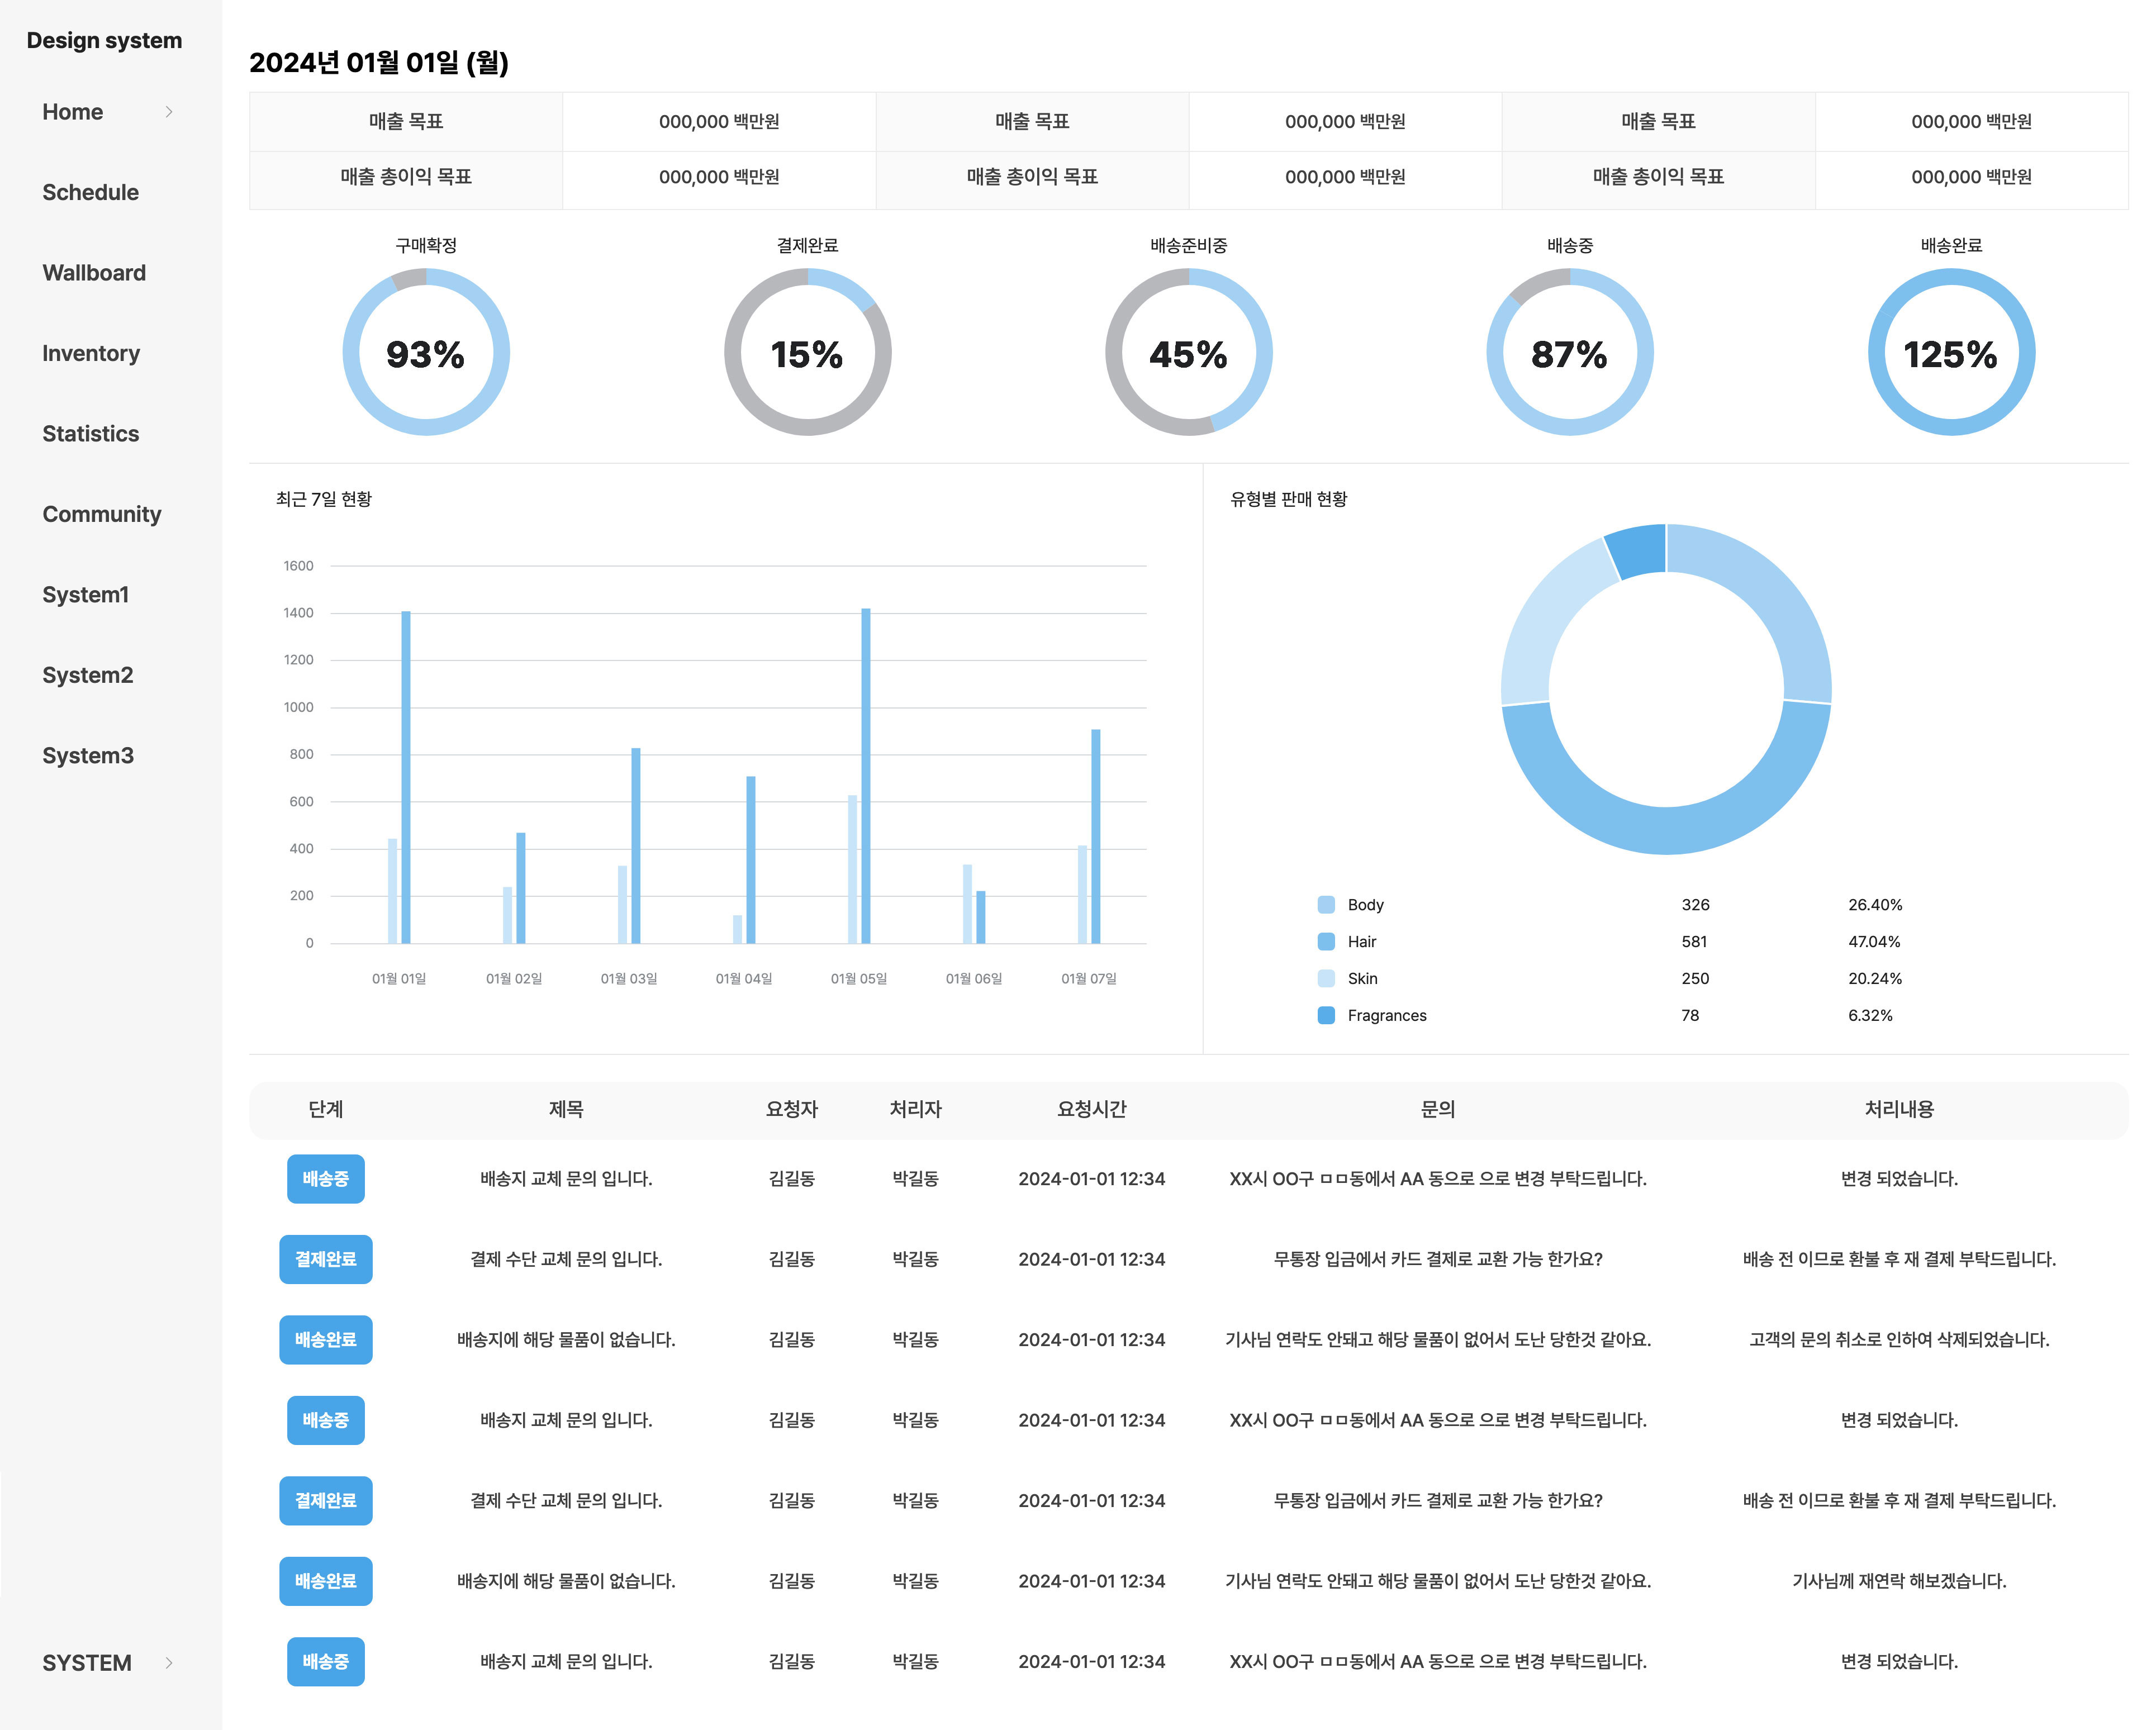 Design system
Home
Schedule
Wallboard
Inventory
Statistics
Community
System1
System2
System3
SYSTEM
2024년 01월 01일 (월)
매출 목표 000,000 백만원 매출 목표 000,000 백만원 매출 목표 000,000 백만원
매출 총이익 목표 000,000 백만원 매출 총이익 목표 000,000 백만원 매출 총이익 목표 000,000 백만원
구매확정 결제완료 배송준비중 배송중 배송완료
93% 15% 45% 87% 125%
최근 7일 현황
1600
1400
1200
1000
800
600
400
200
0
01월 01일 01월 02일 01월 03일 01월 04일 01월 05일 01월 06일 01월 07일
유형별 판매 현황
Body 326 26.40%
Hair 581 47.04%
Skin 250 20.24%
Fragrances 78 6.32%
단계 제목 요청자 처리자 요청시간 문의 처리내용
배송중 배송지 교체 문의 입니다. 김길동 박길동 2024-01-01 12:34 XX시 OO구 ㅁㅁ동에서 AA 동으로 으로 변경 부탁드립니다. 변경 되었습니다.
결제완료 결제 수단 교체 문의 입니다. 김길동 박길동 2024-01-01 12:34 무통장 입금에서 카드 결제로 교환 가능 한가요? 배송 전 이므로 환불 후 재 결제 부탁드립니다.
배송완료 배송지에 해당 물품이 없습니다. 김길동 박길동 2024-01-01 12:34 기사님 연락도 안돼고 해당 물품이 없어서 도난 당한것 같아요. 고객의 문의 취소로 인하여 삭제되었습니다.
배송중 배송지 교체 문의 입니다. 김길동 박길동 2024-01-01 12:34 XX시 OO구 ㅁㅁ동에서 AA 동으로 으로 변경 부탁드립니다. 변경 되었습니다.
결제완료 결제 수단 교체 문의 입니다. 김길동 박길동 2024-01-01 12:34 무통장 입금에서 카드 결제로 교환 가능 한가요? 배송 전 이므로 환불 후 재 결제 부탁드립니다.
배송완료 배송지에 해당 물품이 없습니다. 김길동 박길동 2024-01-01 12:34 기사님 연락도 안돼고 해당 물품이 없어서 도난 당한것 같아요. 기사님께 재연락 해보겠습니다.
배송중 배송지 교체 문의 입니다. 김길동 박길동 2024-01-01 12:34 XX시 OO구 ㅁㅁ동에서 AA 동으로 으로 변경 부탁드립니다. 변경 되었습니다.